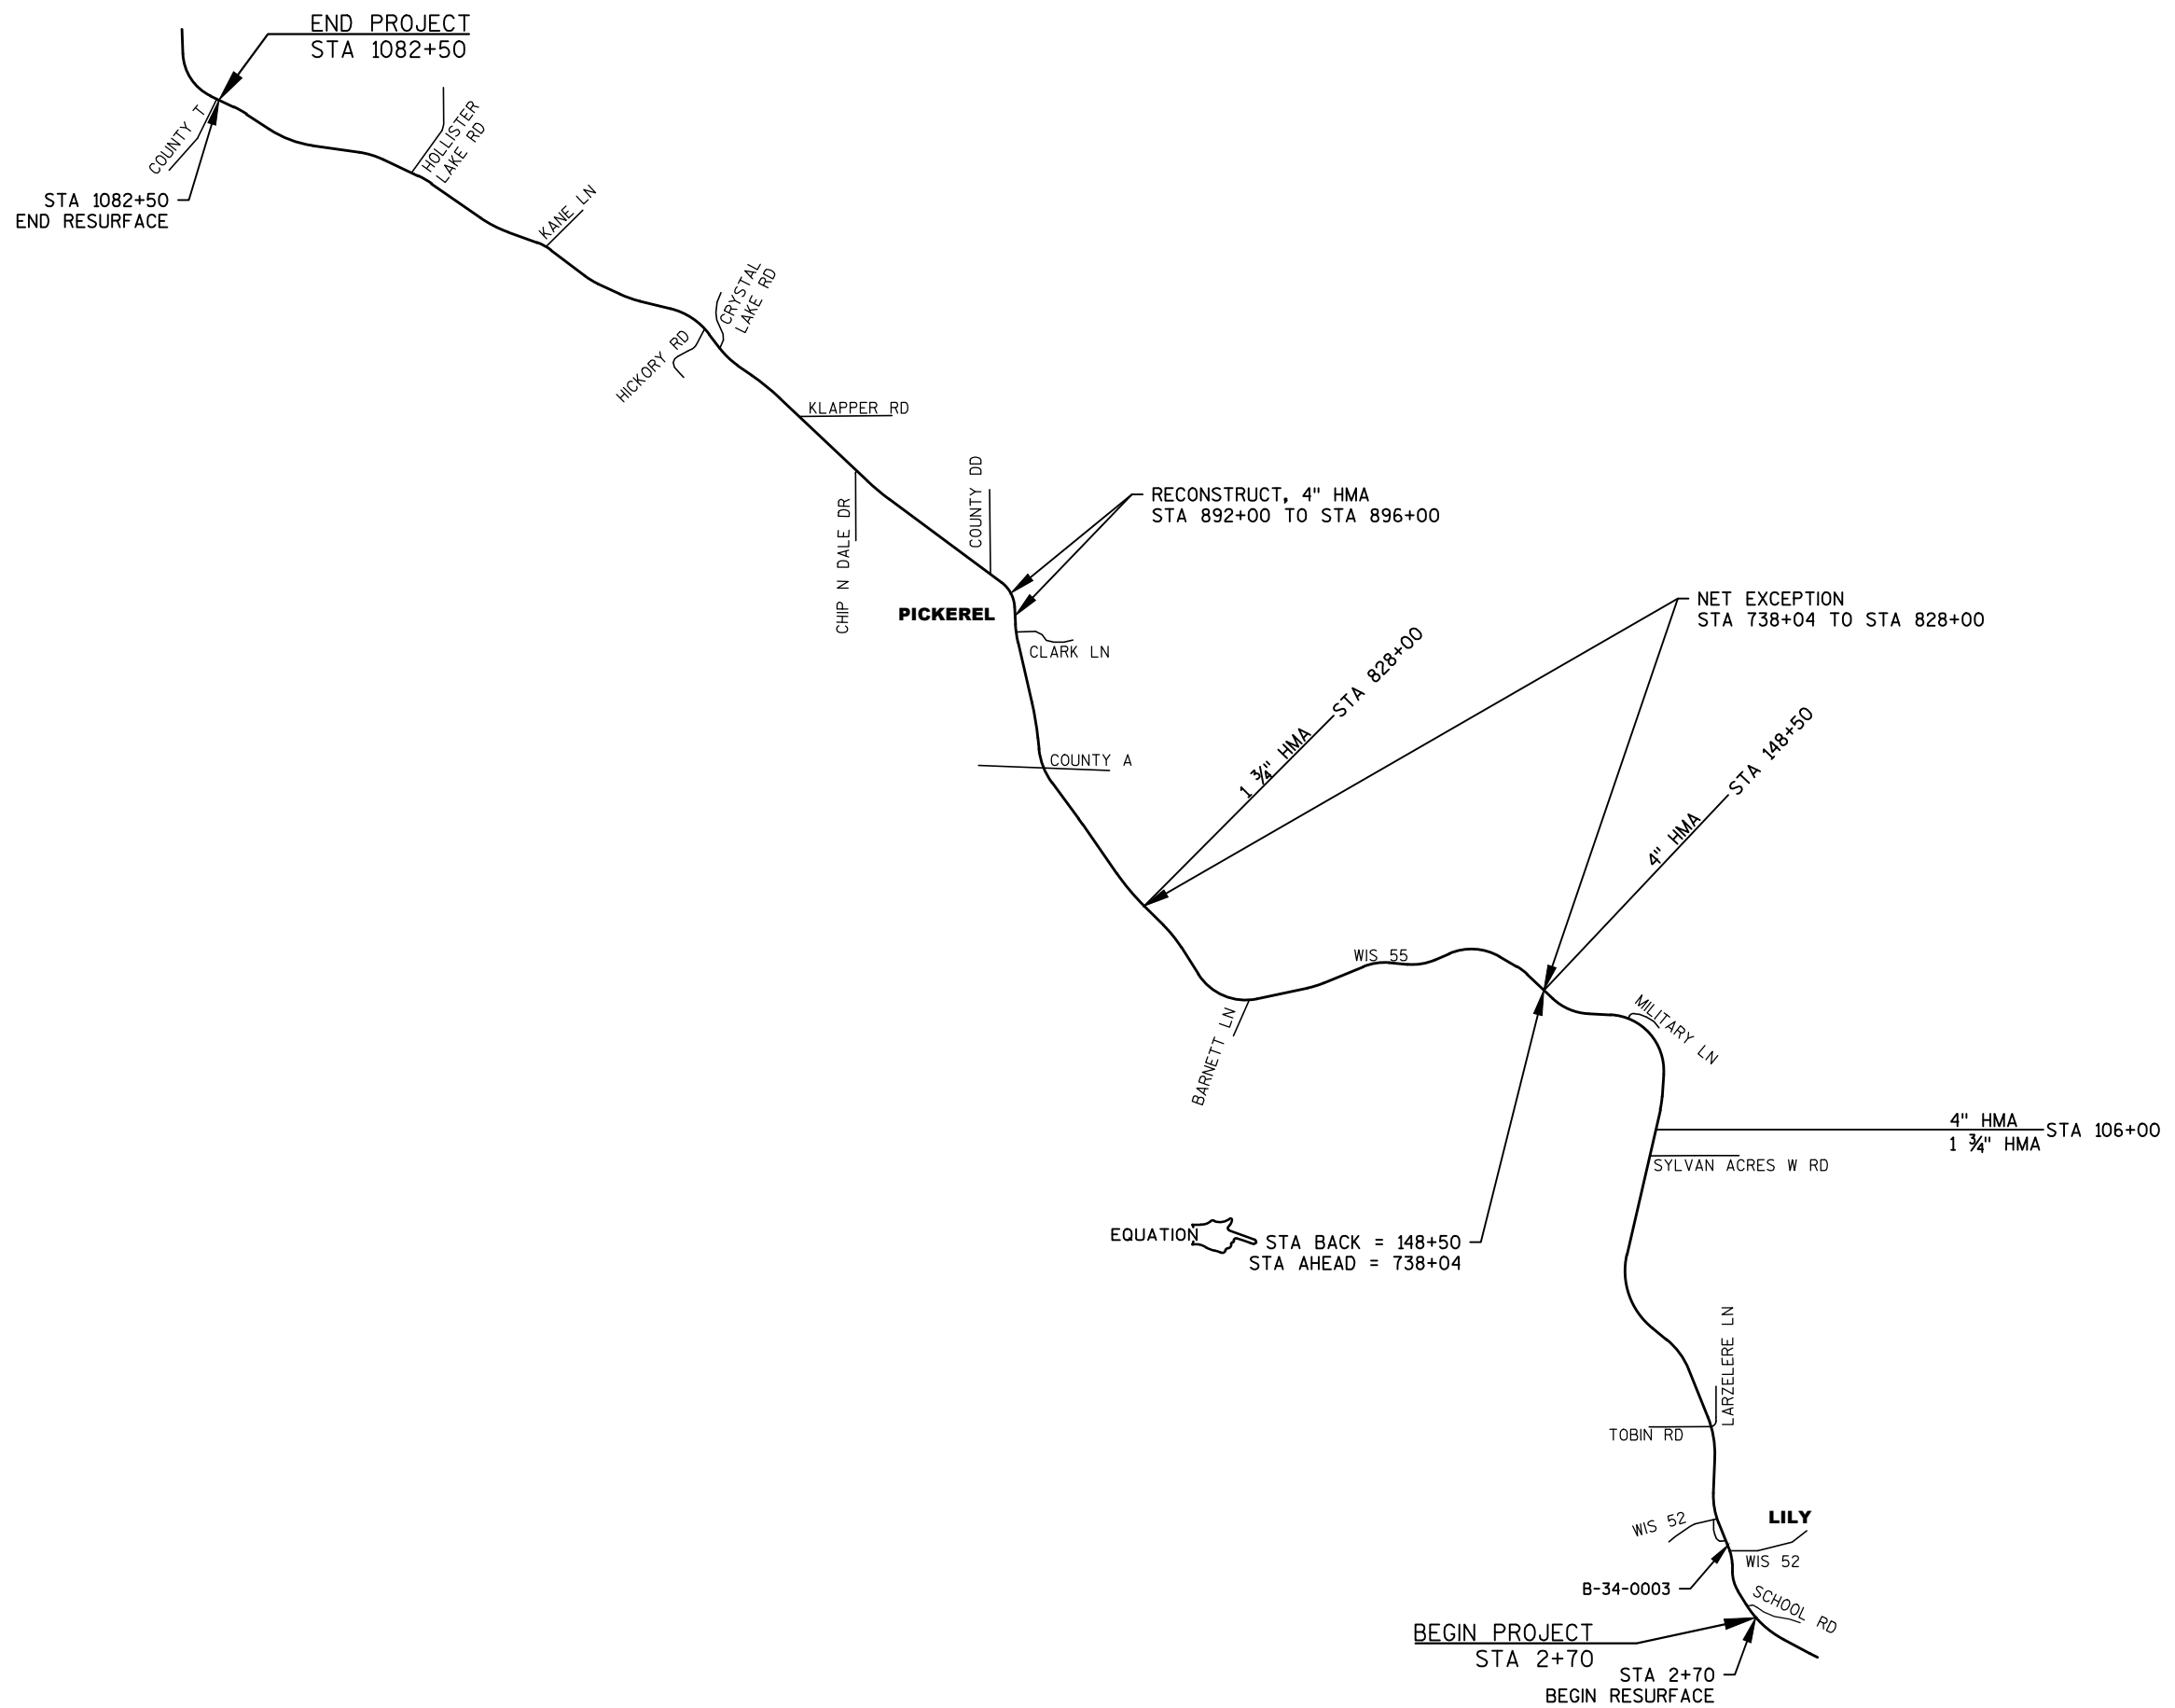 END PROJECT
STA 1082+50
COUNTY T
HOLLISTER
LAKE RD
STA 1082+50
END RESURFACE
KANE LN
CRYSTAL
LAKE RD
HICKORY RD
KLAPPER RD
CHIP N DALE DR
COUNTY DD
RECONSTRUCT, 4" HMA
STA 892+00 TO STA 896+00
PICKEREL
NET EXCEPTION
STA 738+04 TO STA 828+00
CLARK LN
STA 828+00
1 ¾" HMA
COUNTY A
STA 148+50
4" HMA
WIS 55
MILITARY LN
BARNETT LN
4" HMA
STA 106+00
1 ¾" HMA
SYLVAN ACRES W RD
EQUATION
STA BACK = 148+50
STA AHEAD = 738+04
LARZELERE LN
TOBIN RD
WIS 52
LILY
WIS 52
B-34-0003
SCHOOL RD
BEGIN PROJECT
STA 2+70
STA 2+70
BEGIN RESURFACE